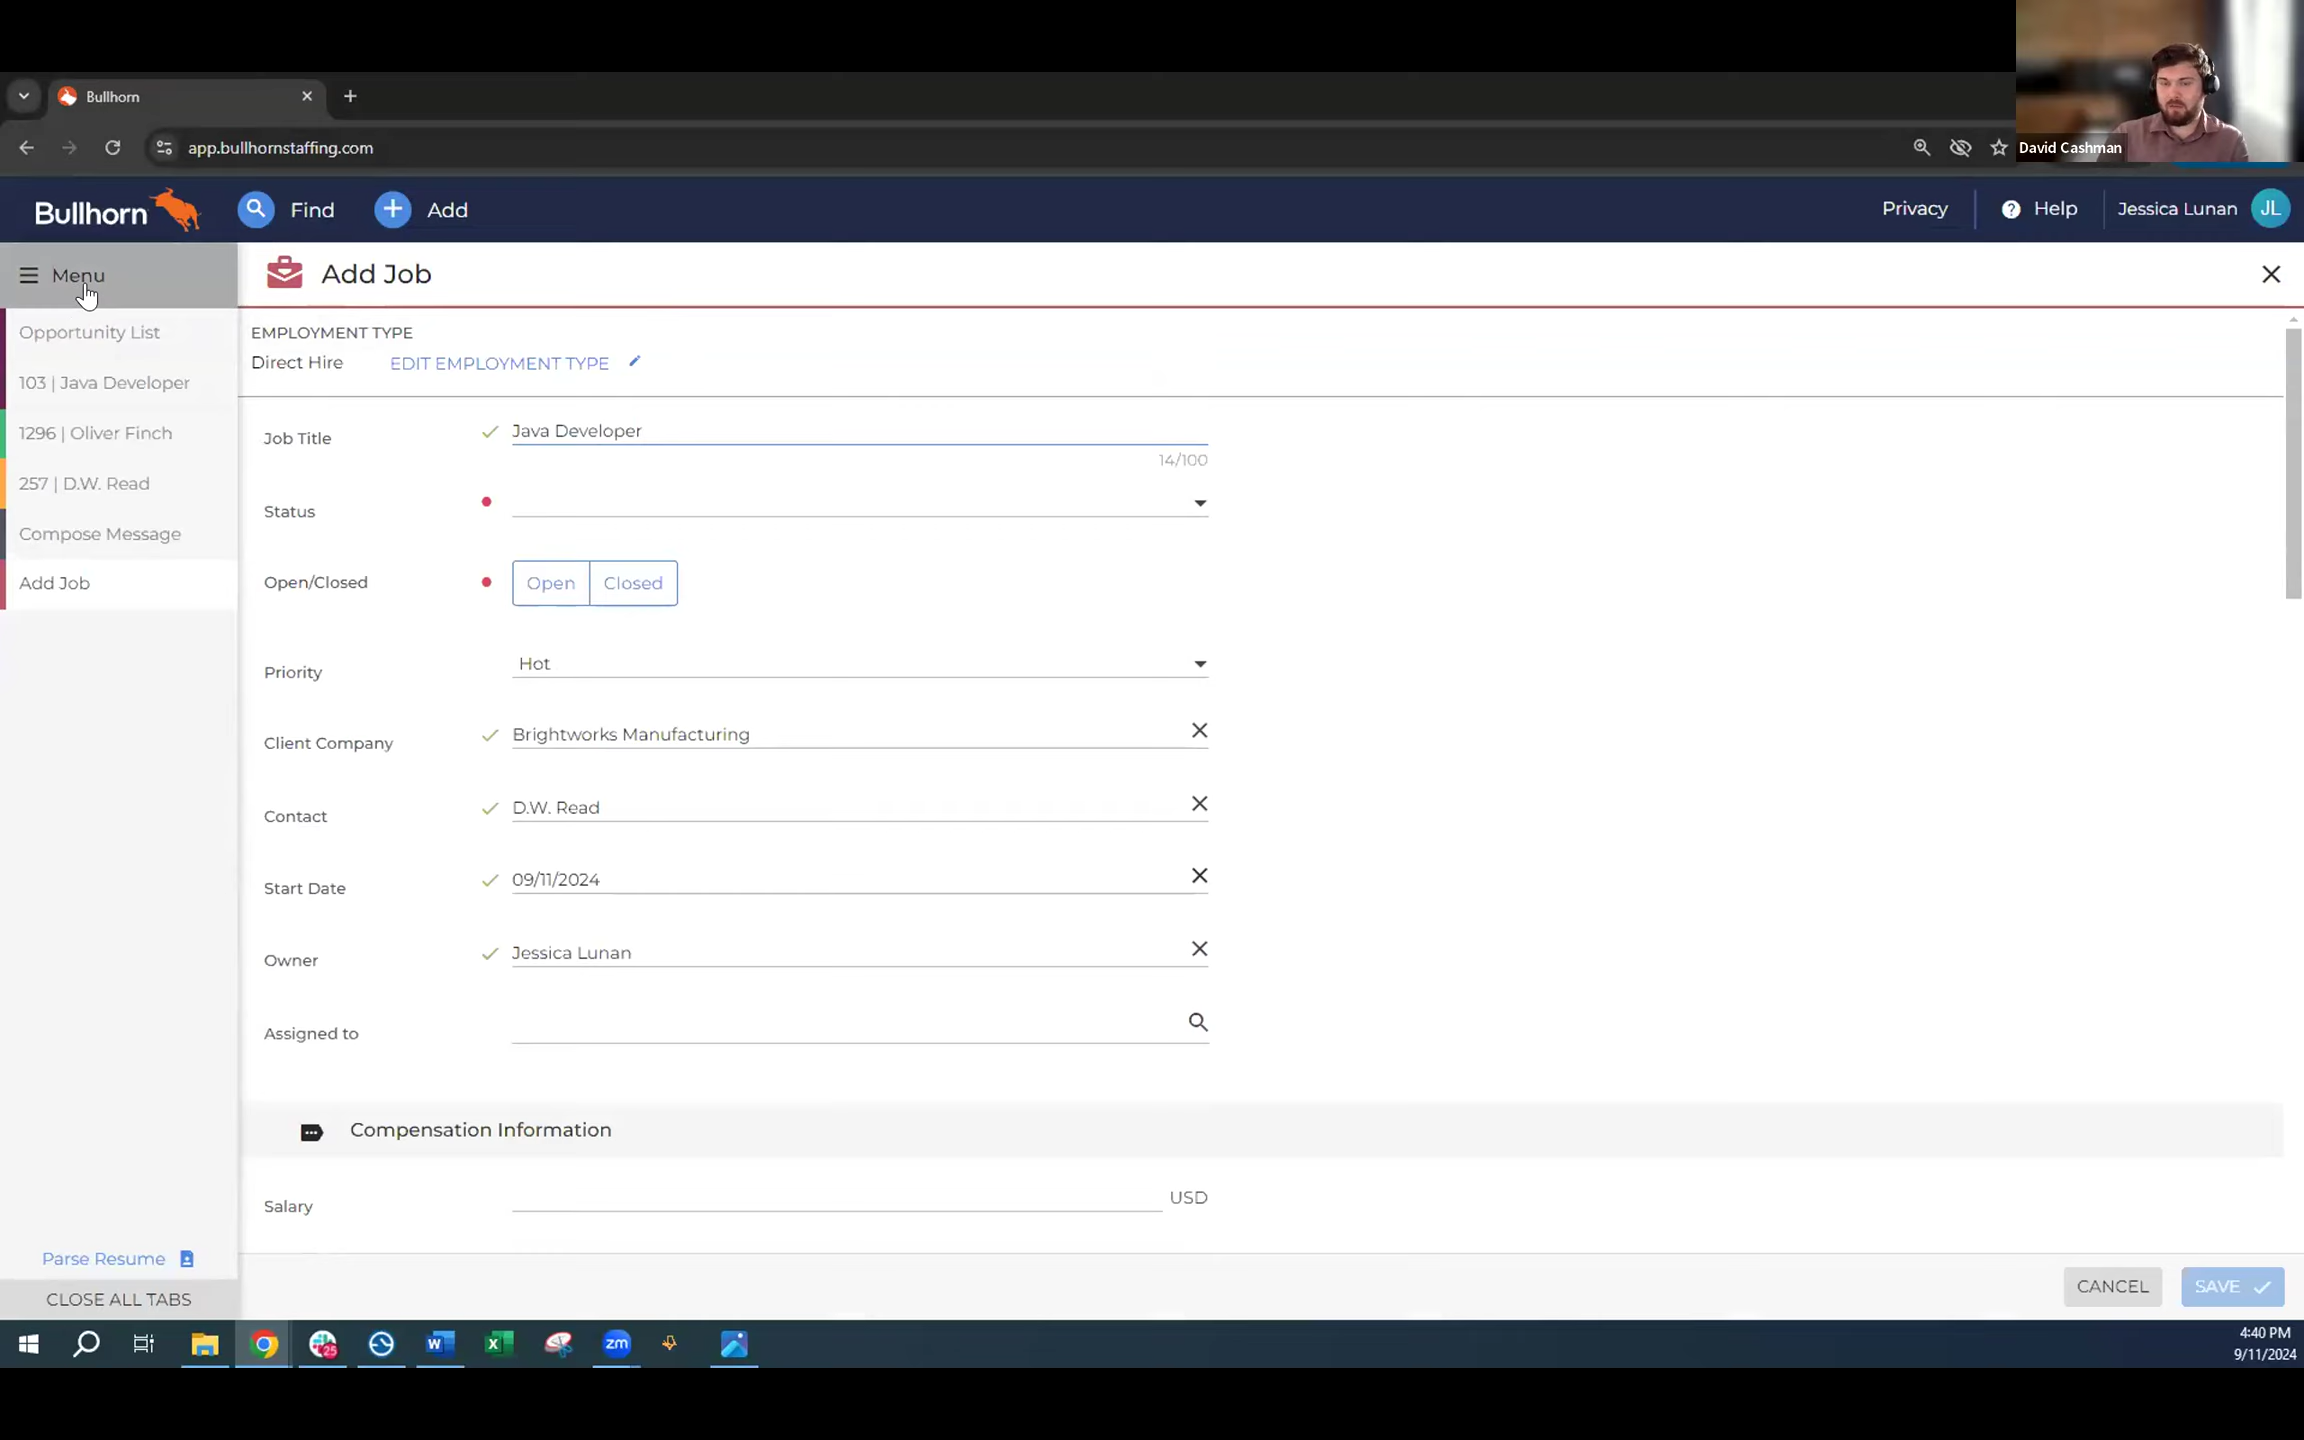 Bullhorn
app.bullhornstaffing.com
David Cashman
Bullhorn
Find
Add
Privacy
Help
Jessica Lunan
JL
Menu
Opportunity List
103 | Java Developer
1296 | Oliver Finch
257 | D.W. Read
Compose Message
Add Job
Parse Resume
CLOSE ALL TABS
Add Job
EMPLOYMENT TYPE
Direct Hire EDIT EMPLOYMENT TYPE
Job Title Java Developer
14/100
Status
Open/Closed Open Closed
Priority Hot
Client Company Brightworks Manufacturing
Contact D.W. Read
Start Date 09/11/2024
Owner Jessica Lunan
Assigned to
Compensation Information
Salary USD
CANCEL SAVE
25
W
X
zm
4:40 PM
9/11/2024